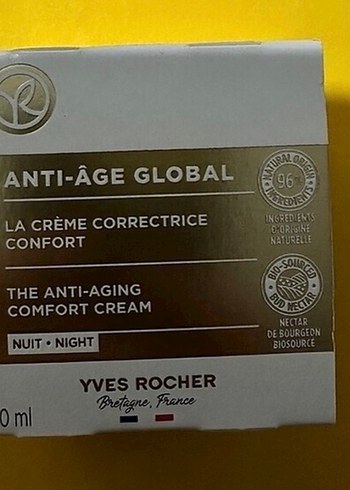 ANTI-ÂGE GLOBAL
LA CRÈME CORRECTRICE
CONFORT
THE ANTI-AGING
COMFORT CREAM
NUIT • NIGHT
NATURAL ORIGIN
96%
INGREDIENTS
INGRÉDIENTS
D'ORIGINE
NATURELLE
BIO-SOURCED
BUD NECTAR
NECTAR
DE BOURGEON
BIOSOURCÉ
YVES ROCHER
Bretagne, France
0 ml